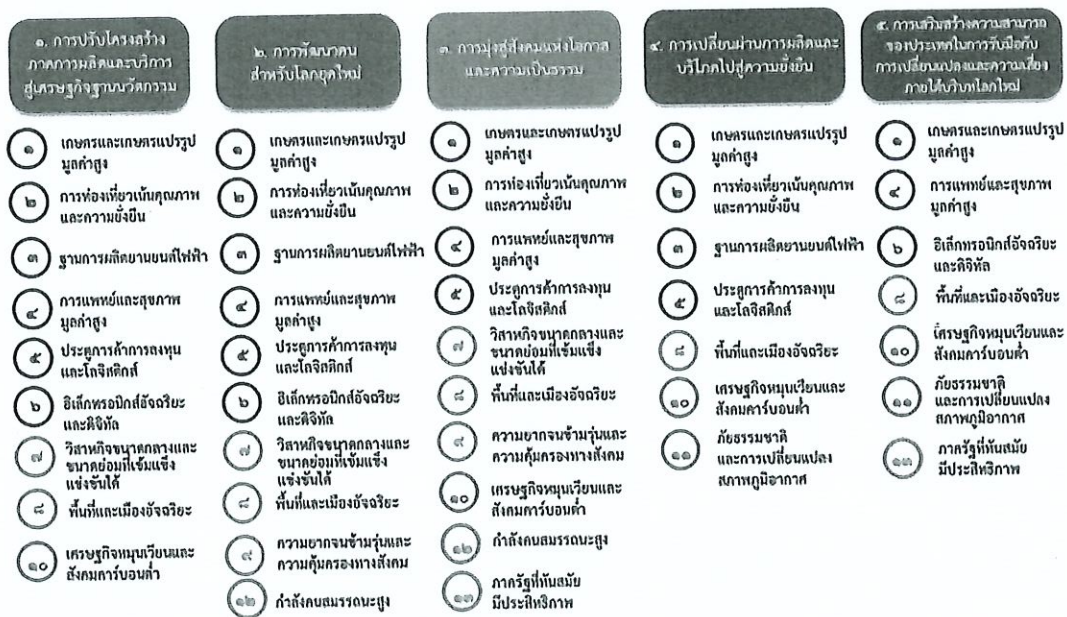 ๑. การปรับโครงสร้าง
ภาคการผลิตและบริการ
สู่เศรษฐกิจฐานนวัตกรรม
๑
เกษตรและเกษตรแปรรูป
มูลค่าสูง
๒
การท่องเที่ยวเน้นคุณภาพ
และความยั่งยืน
๓
ฐานการผลิตยานยนต์ไฟฟ้า
๔
การแพทย์และสุขภาพ
มูลค่าสูง
๕
ประตูการค้าการลงทุน
และโลจิสติกส์
๖
อิเล็กทรอนิกส์อัจฉริยะ
และดิจิทัล
๗
วิสาหกิจขนาดกลางและ
ขนาดย่อมที่เข้มแข็ง
แข่งขันได้
๘
พื้นที่และเมืองอัจฉริยะ
๑๐
เศรษฐกิจหมุนเวียนและ
สังคมคาร์บอนต่ำ
๒. การพัฒนาคน
สำหรับโลกยุคใหม่
๑
เกษตรและเกษตรแปรรูป
มูลค่าสูง
๒
การท่องเที่ยวเน้นคุณภาพ
และความยั่งยืน
๓
ฐานการผลิตยานยนต์ไฟฟ้า
๔
การแพทย์และสุขภาพ
มูลค่าสูง
๕
ประตูการค้าการลงทุน
และโลจิสติกส์
๖
อิเล็กทรอนิกส์อัจฉริยะ
และดิจิทัล
๗
วิสาหกิจขนาดกลางและ
ขนาดย่อมที่เข้มแข็ง
แข่งขันได้
๘
พื้นที่และเมืองอัจฉริยะ
๙
ความยากจนข้ามรุ่นและ
ความคุ้มครองทางสังคม
๑๒
กำลังคนสมรรถนะสูง
๓. การมุ่งสู่สังคมแห่งโอกาส
และความเป็นธรรม
๑
เกษตรและเกษตรแปรรูป
มูลค่าสูง
๒
การท่องเที่ยวเน้นคุณภาพ
และความยั่งยืน
๔
การแพทย์และสุขภาพ
มูลค่าสูง
๕
ประตูการค้าการลงทุน
และโลจิสติกส์
๗
วิสาหกิจขนาดกลางและ
ขนาดย่อมที่เข้มแข็ง
แข่งขันได้
๘
พื้นที่และเมืองอัจฉริยะ
๙
ความยากจนข้ามรุ่นและ
ความคุ้มครองทางสังคม
๑๐
เศรษฐกิจหมุนเวียนและ
สังคมคาร์บอนต่ำ
๑๒
กำลังคนสมรรถนะสูง
๑๓
ภาครัฐที่ทันสมัย
มีประสิทธิภาพ
๔. การเปลี่ยนผ่านการผลิตและ
บริโภคไปสู่ความยั่งยืน
๑
เกษตรและเกษตรแปรรูป
มูลค่าสูง
๒
การท่องเที่ยวเน้นคุณภาพ
และความยั่งยืน
๓
ฐานการผลิตยานยนต์ไฟฟ้า
๕
ประตูการค้าการลงทุน
และโลจิสติกส์
๘
พื้นที่และเมืองอัจฉริยะ
๑๐
เศรษฐกิจหมุนเวียนและ
สังคมคาร์บอนต่ำ
๑๑
ภัยธรรมชาติ
และการเปลี่ยนแปลง
สภาพภูมิอากาศ
๕. การเสริมสร้างความสามารถ
ของประเทศในการรับมือกับ
การเปลี่ยนแปลงและความเสี่ยง
ภายใต้บริบทโลกใหม่
๑
เกษตรและเกษตรแปรรูป
มูลค่าสูง
๔
การแพทย์และสุขภาพ
มูลค่าสูง
๖
อิเล็กทรอนิกส์อัจฉริยะ
และดิจิทัล
๘
พื้นที่และเมืองอัจฉริยะ
๑๐
เศรษฐกิจหมุนเวียนและ
สังคมคาร์บอนต่ำ
๑๑
ภัยธรรมชาติ
และการเปลี่ยนแปลง
สภาพภูมิอากาศ
๑๓
ภาครัฐที่ทันสมัย
มีประสิทธิภาพ